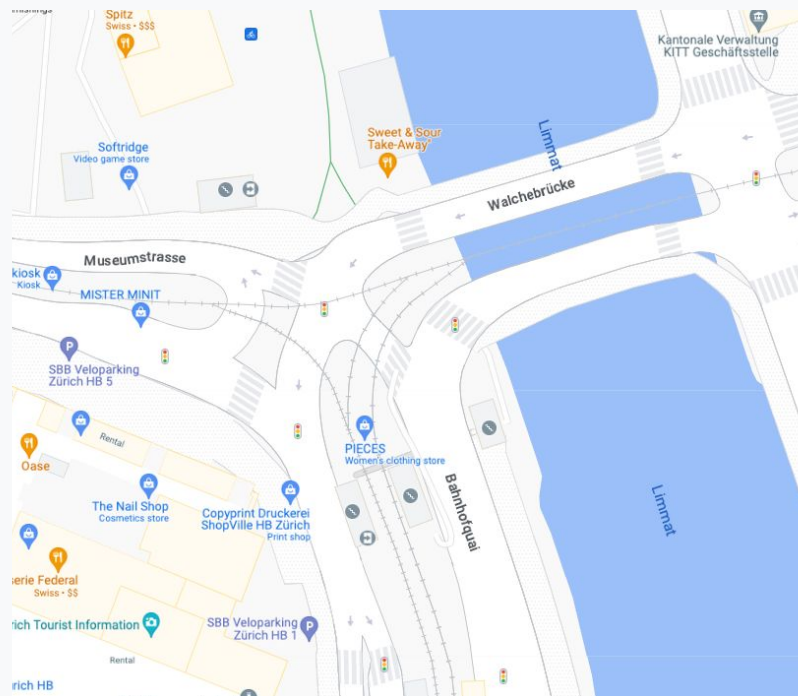 Spitz
Swiss • $$$
Kantonale Verwaltung
KITT Geschäftsstelle
Sweet & Sour
Take-Away
Limmat
Softridge
Video game store
Walchebrücke
Museumstrasse
kiosk
Kiosk
MISTER MINIT
SBB Veloparking
Zürich HB 5
Rental
Oase
PIECES
Women's clothing store
The Nail Shop
Cosmetics store
Copyprint Druckerei
ShopVille HB Zürich
Print shop
Bahnhofquai
Limmat
serie Federal
Swiss • $$
rich Tourist Information
SBB Veloparking
Zürich HB 1
Rental
rich HB